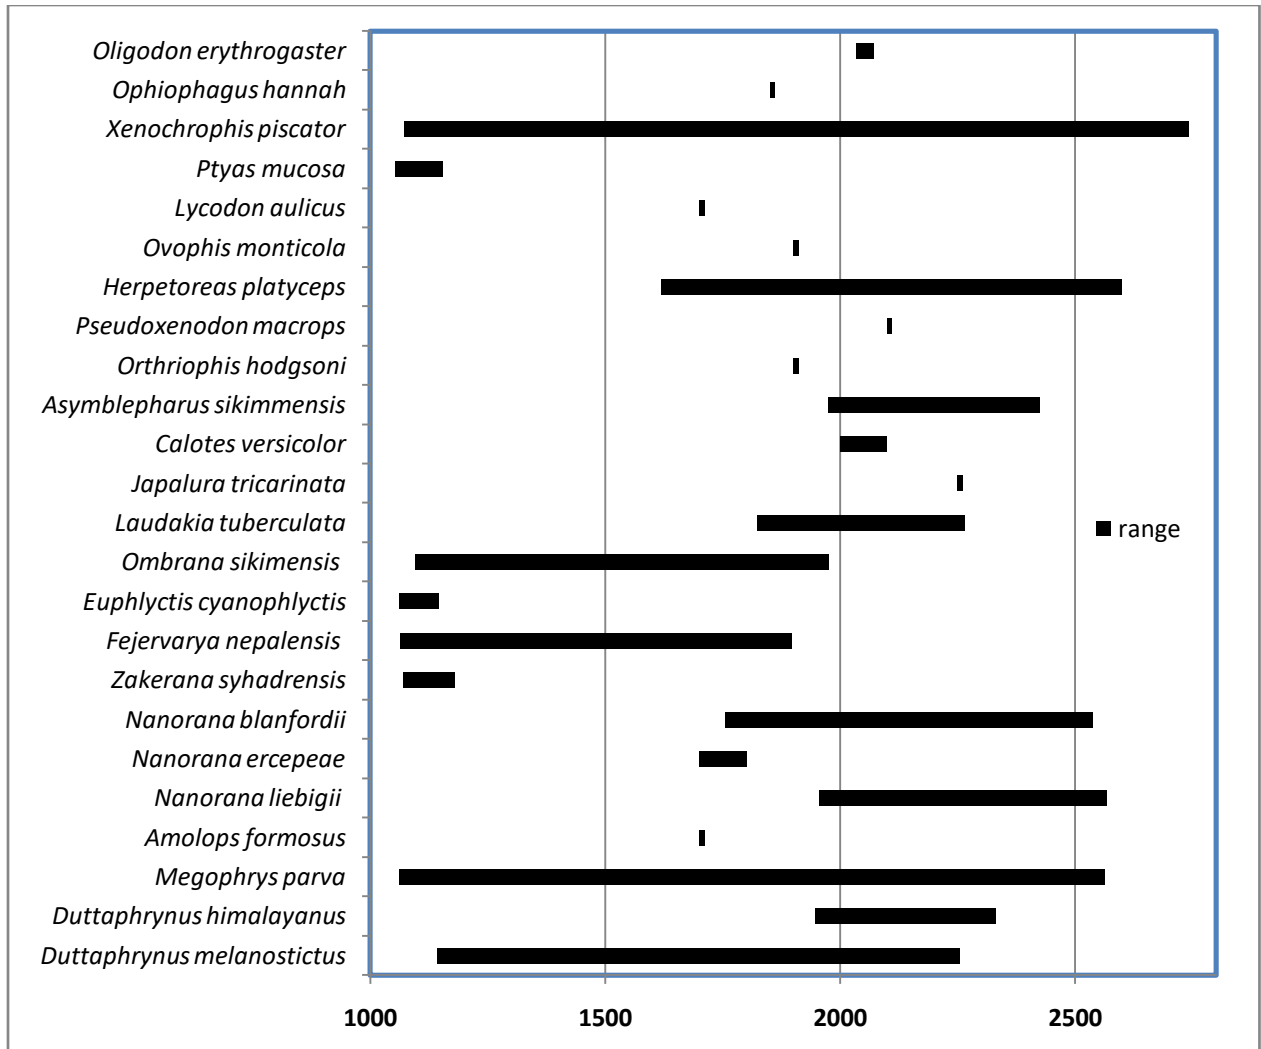 Oligodon erythrogaster
Ophiophagus hannah
Xenochrophis piscator
Ptyas mucosa
Lycodon aulicus
Ovophis monticola
Herpetoreas platyceps
Pseudoxenodon macrops
Orthriophis hodgsoni
Asymblepharus sikimmensis
Calotes versicolor
Japalura tricarinata
Laudakia tuberculata
range
Ombrana sikimensis
Euphlyctis cyanophlyctis
Fejervarya nepalensis
Zakerana syhadrensis
Nanorana blanfordii
Nanorana ercepeae
Nanorana liebigii
Amolops formosus
Megophrys parva
Duttaphrynus himalayanus
Duttaphrynus melanostictus
1000 1500 2000 2500